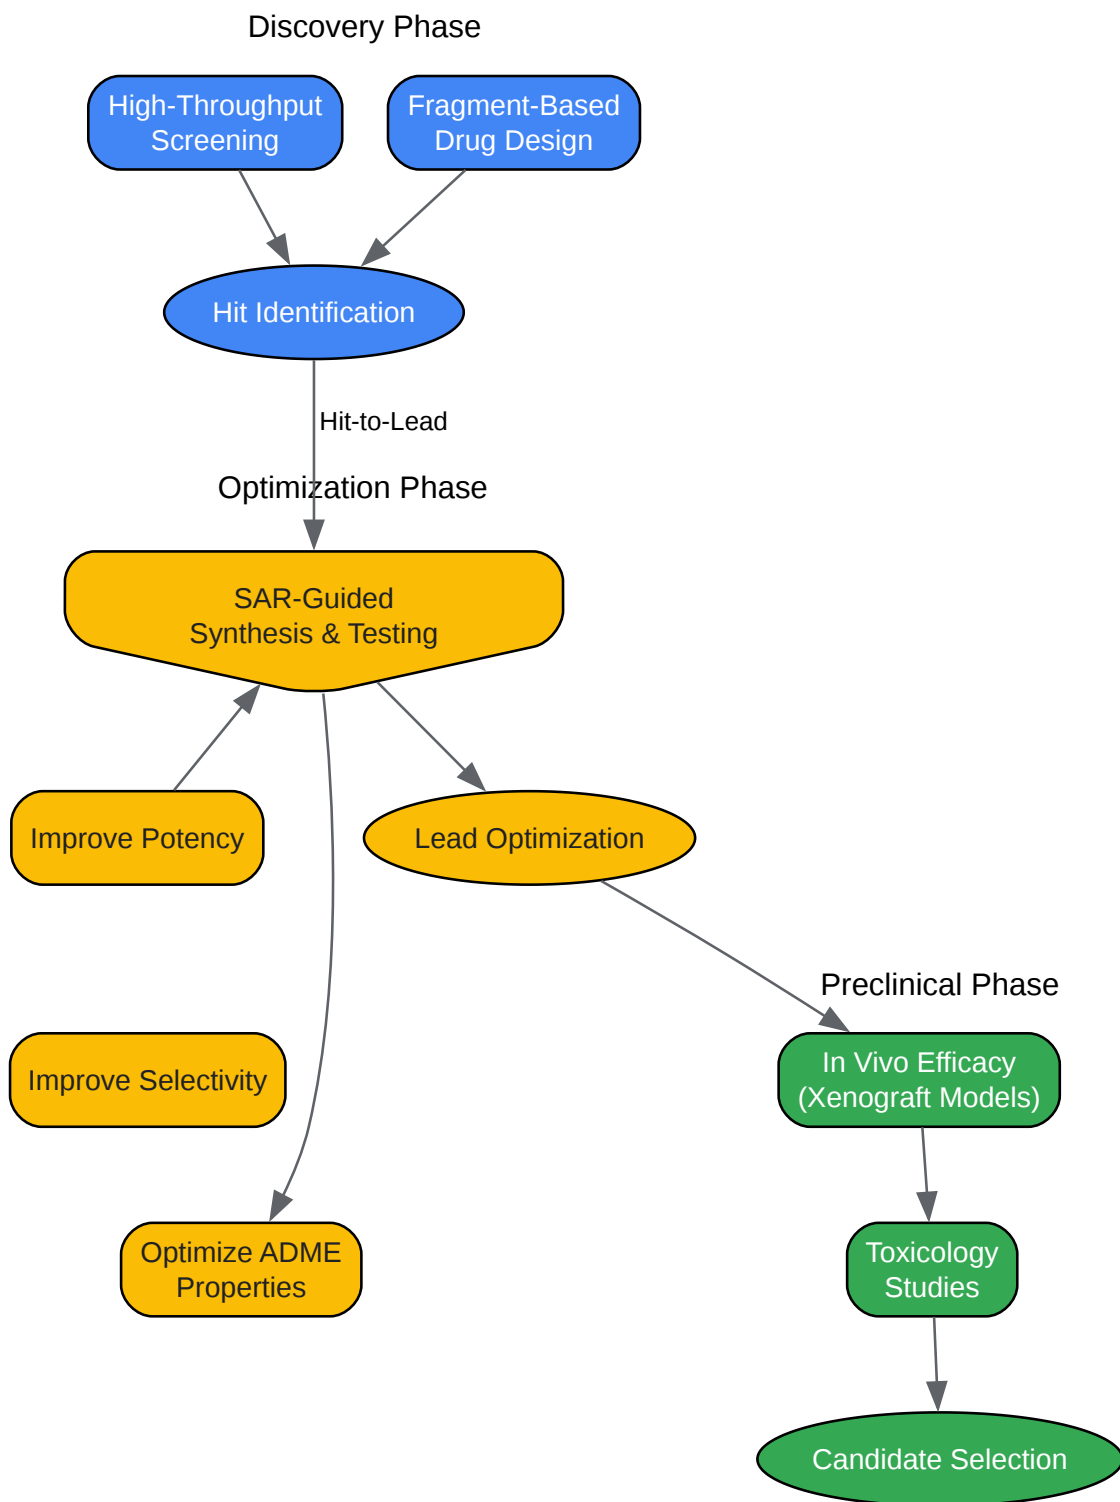 Discovery Phase
High-Throughput
Screening
Fragment-Based
Drug Design
Hit Identification
Hit-to-Lead
Optimization Phase
SAR-Guided
Synthesis & Testing
Improve Potency
Lead Optimization
Preclinical Phase
Improve Selectivity
In Vivo Efficacy
(Xenograft Models)
Optimize ADME
Properties
Toxicology
Studies
Candidate Selection